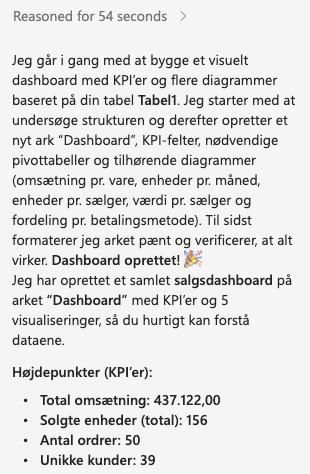 Reasoned for 54 seconds >
Jeg går i gang med at bygge et visuelt
dashboard med KPI'er og flere diagrammer
baseret på din tabel Tabel1. Jeg starter med at
undersøge strukturen og derefter opretter et
nyt ark "Dashboard", KPI-felter, nødvendige
pivottabeller og tilhørende diagrammer
(omsætning pr. vare, enheder pr. måned,
enheder pr. sælger, værdi pr. sælger og
fordeling pr. betalingsmetode). Til sidst
formaterer jeg arket pænt og verificerer, at alt
virker. Dashboard oprettet! 🎉
Jeg har oprettet et samlet salgsdashboard på
arket "Dashboard" med KPI'er og 5
visualiseringer, så du hurtigt kan forstå
dataene.
Højdepunkter (KPI'er):
• Total omsætning: 437.122,00
• Solgte enheder (total): 156
• Antal ordrer: 50
• Unikke kunder: 39